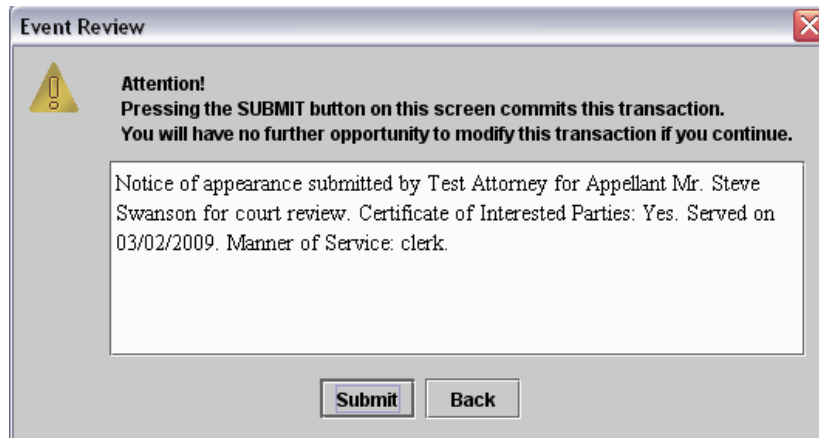 Event Review
Attention!
Pressing the SUBMIT button on this screen commits this transaction.
You will have no further opportunity to modify this transaction if you continue.
Notice of appearance submitted by Test Attorney for Appellant Mr. Steve
Swanson for court review. Certificate of Interested Parties: Yes. Served on
03/02/2009. Manner of Service: clerk.
Submit Back